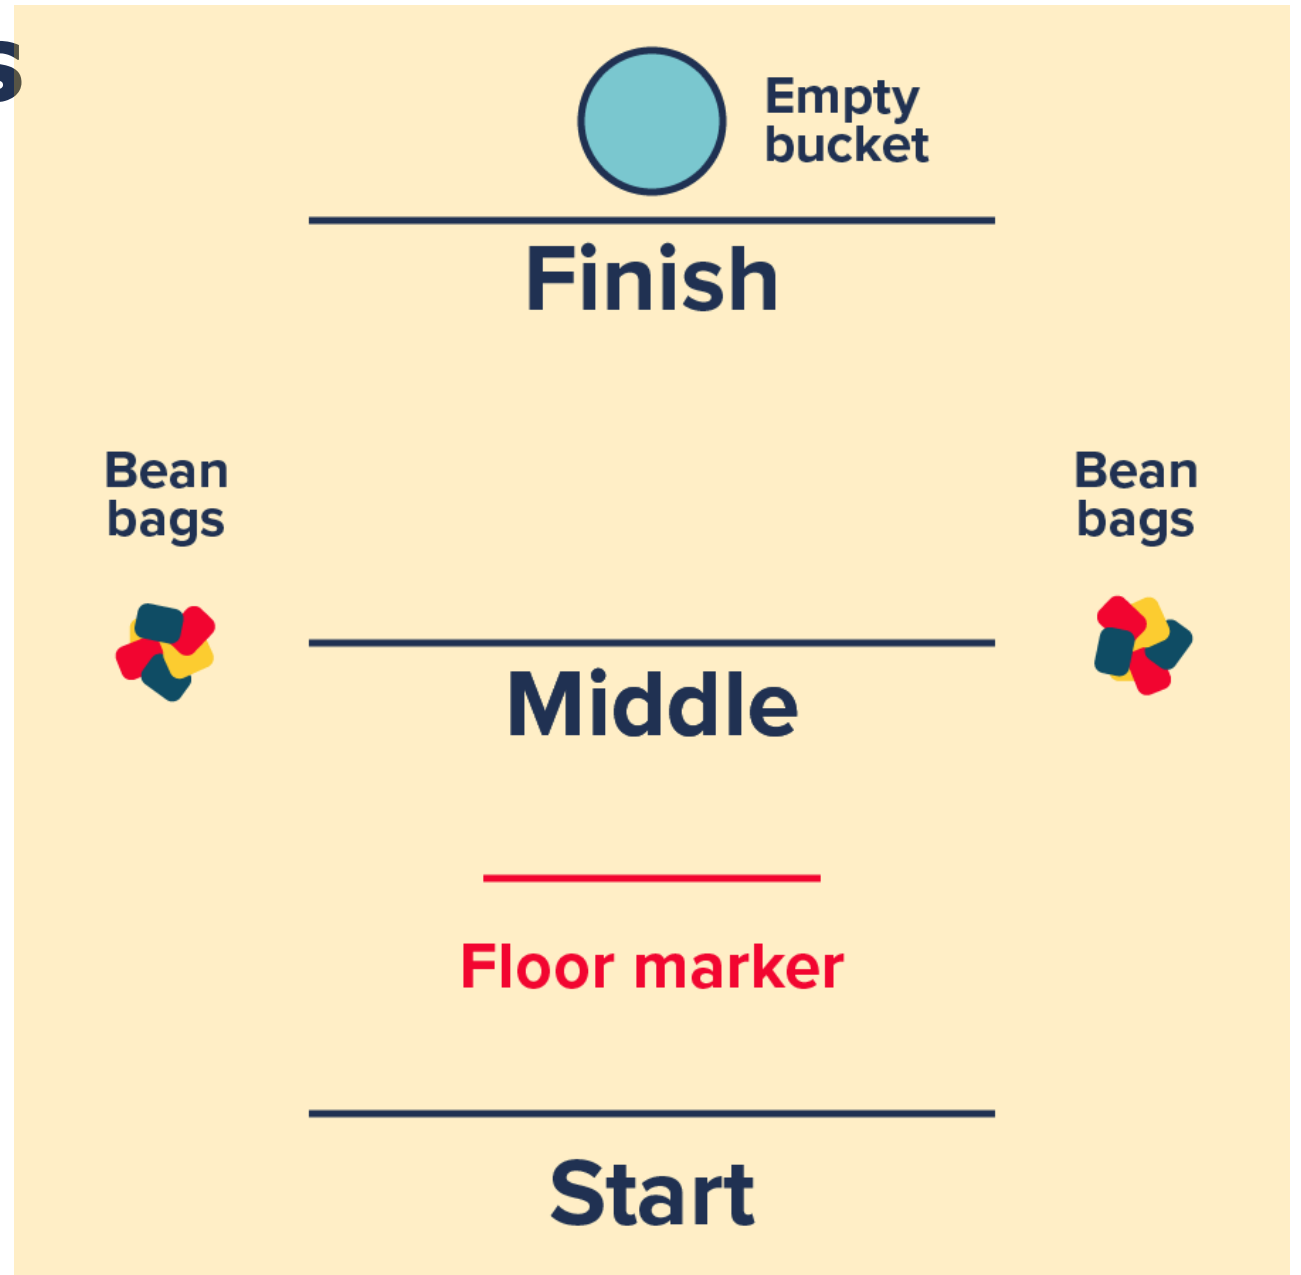 s
Empty
bucket
Finish
Bean
bags
Bean
bags
Middle
Floor marker
Start